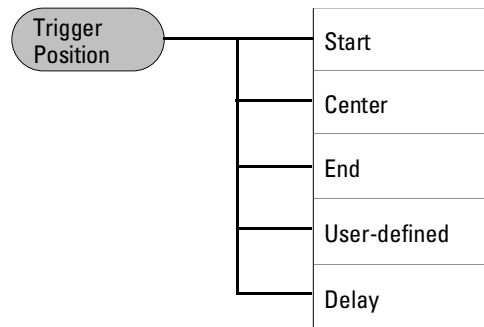 Trigger
Position
Start
Center
End
User-defined
Delay